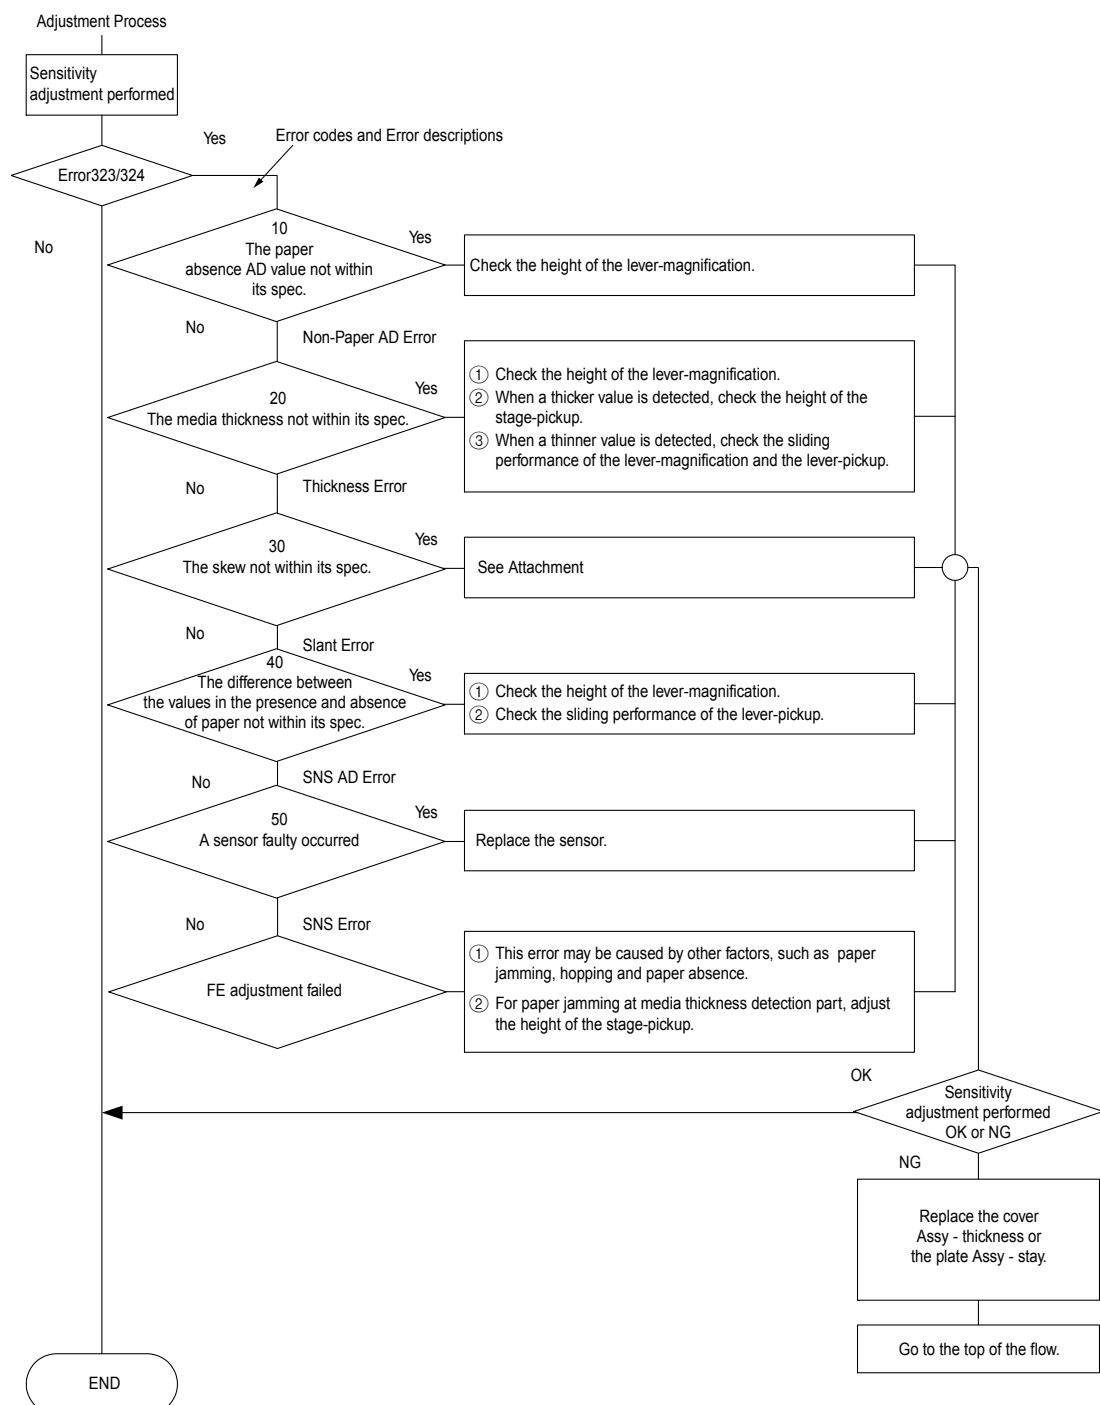 Adjustment Process
Sensitivity
adjustment performed
Yes
Error codes and Error descriptions
Error323/324
No
10
The paper
absence AD value not within
its spec.
Yes
Check the height of the lever-magnification.
No
Non-Paper AD Error
20
The media thickness not within its spec.
Yes
① Check the height of the lever-magnification.
② When a thicker value is detected, check the height of the
stage-pickup.
③ When a thinner value is detected, check the sliding
performance of the lever-magnification and the lever-pickup.
No
Thickness Error
30
The skew not within its spec.
Yes
See Attachment
No
Slant Error
40
The difference between
the values in the presence and absence
of paper not within its spec.
Yes
① Check the height of the lever-magnification.
② Check the sliding performance of the lever-pickup.
No
SNS AD Error
50
A sensor faulty occurred
Yes
Replace the sensor.
No
SNS Error
FE adjustment failed
① This error may be caused by other factors, such as paper
jamming, hopping and paper absence.
② For paper jamming at media thickness detection part, adjust
the height of the stage-pickup.
OK
Sensitivity
adjustment performed
OK or NG
NG
Replace the cover
Assy - thickness or
the plate Assy - stay.
Go to the top of the flow.
END